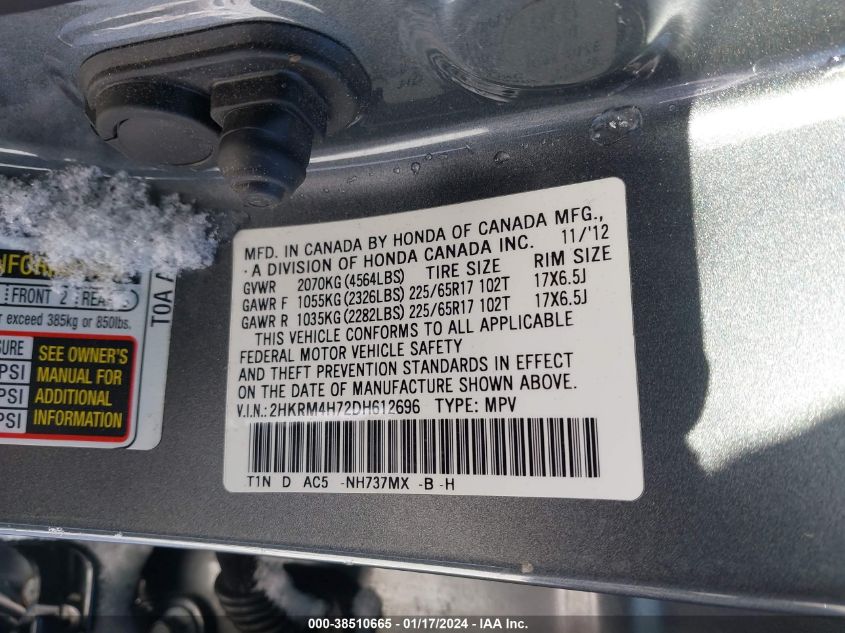 MFD. IN CANADA BY HONDA OF CANADA MFG.,
A DIVISION OF HONDA CANADA INC. 11/'12
GVWR 2070KG (4564LBS) TIRE SIZE RIM SIZE
GAWR F 1055KG (2326LBS) 225/65R17 102T 17X6.5J
GAWR R 1035KG (2282LBS) 225/65R17 102T 17X6.5J
THIS VEHICLE CONFORMS TO ALL APPLICABLE
FEDERAL MOTOR VEHICLE SAFETY
AND THEFT PREVENTION STANDARDS IN EFFECT
ON THE DATE OF MANUFACTURE SHOWN ABOVE.
V.I.N.: 2HKRM4H72DH612696 TYPE: MPV
T1N D AC5 -NH737MX -B -H
FRONT 2 REAR
exceed 385kg or 850lbs.
T0A
PSI
PSI
SEE OWNER'S
MANUAL FOR
ADDITIONAL
INFORMATION
000-38510665 - 01/17/2024 - IAA Inc.